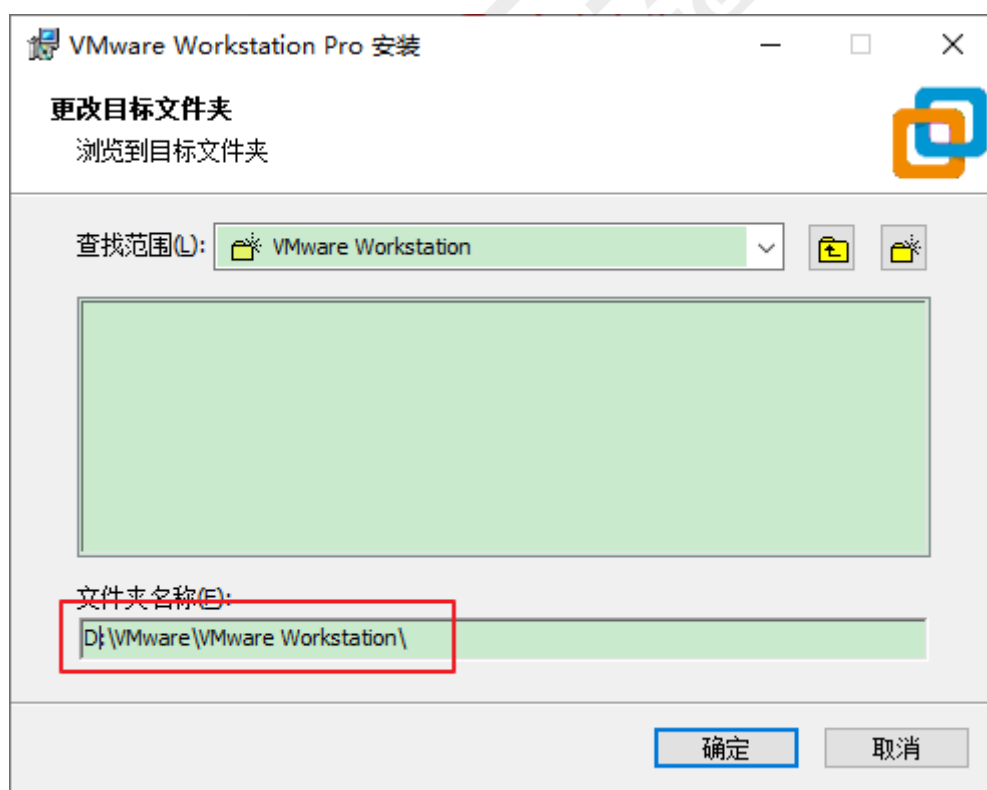 VMware Workstation Pro 安装
更改目标文件夹
浏览到目标文件夹
查找范围(L): VMware Workstation
文件夹名称(F):
D:\VMware\VMware Workstation\
确定 取消